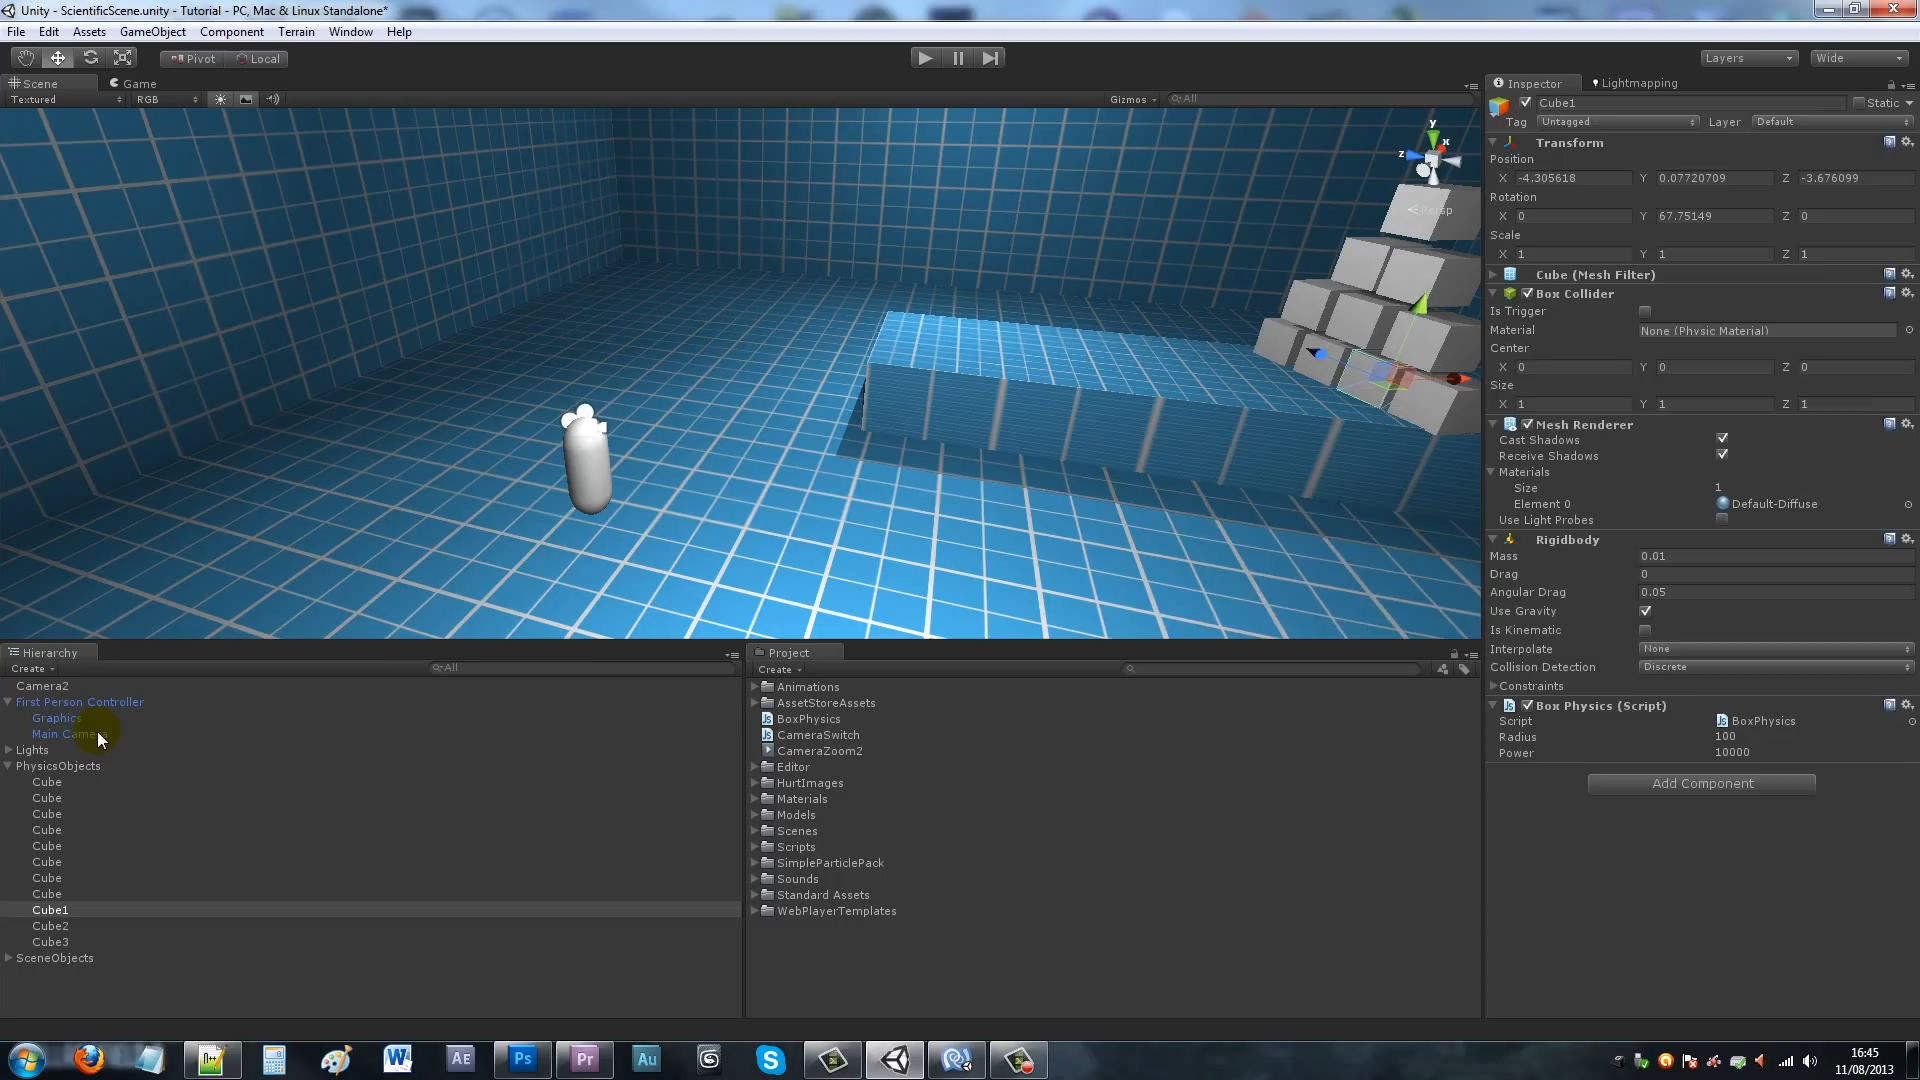 Unity - ScientificScene.unity - Tutorial - PC, Mac & Linux Standalone*
File Edit Assets GameObject Component Terrain Window Help
Pivot Local Layers Wide
Scene Game
Textured RGB Gizmos All
y
x
z
Persp
Inspector Lightmapping
Cube1 Static
Tag Untagged Layer Default
Transform
Position
X -4.305618 Y 0.07720709 Z -3.676099
Rotation
X 0 Y 67.75149 Z 0
Scale
X 1 Y 1 Z 1
Cube (Mesh Filter)
Box Collider
Is Trigger
Material None (Physic Material)
Center
X 0 Y 0 Z 0
Size
X 1 Y 1 Z 1
Mesh Renderer
Cast Shadows
Receive Shadows
Materials
Size 1
Element 0 Default-Diffuse
Use Light Probes
Rigidbody
Mass 0.01
Drag 0
Angular Drag 0.05
Use Gravity
Is Kinematic
Interpolate None
Collision Detection Discrete
Constraints
Box Physics (Script)
Script BoxPhysics
Radius 100
Power 10000
Add Component
Hierarchy
Create All
Camera2
First Person Controller
Graphics
Main Camera
Lights
PhysicsObjects
Cube
Cube
Cube
Cube
Cube
Cube
Cube
Cube
Cube1
Cube2
Cube3
SceneObjects
Project
Create
Animations
AssetStoreAssets
BoxPhysics
CameraSwitch
CameraZoom2
Editor
HurtImages
Materials
Models
Scenes
Scripts
SimpleParticlePack
Sounds
Standard Assets
WebPlayerTemplates
AE Ps Pr Au
16:45
11/08/2013